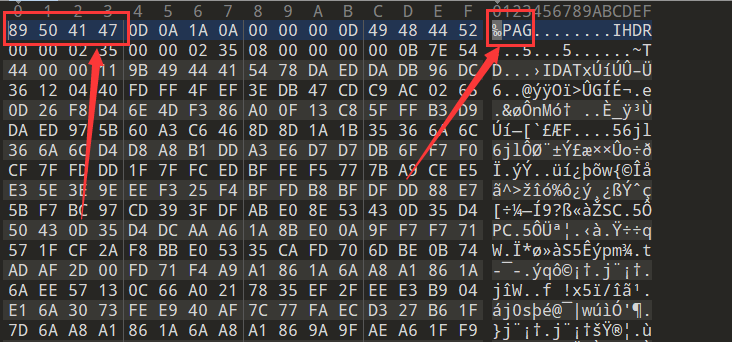 0 1 2 3 4 5 6 7 8 9 A B C D E F 0123456789ABCDEF
89 50 41 47 0D 0A 1A 0A 00 00 00 0D 49 48 44 52 ‰PAG........IHDR
00 00 02 35 00 00 02 35 08 00 00 00 00 0B 7E 54 ...5...5......~T
44 00 00 11 9B 49 44 41 54 78 DA ED DA DB 96 DC D...›IDATxÚíÚÛ–Ü
36 12 04 40 FD FF 4F EF 3E DB 47 CD C9 AC 02 65 6..@ýÿOï>ÛGÍÉ¬.e
0D 26 F8 D4 6E 4D F3 86 A0 0F 13 C8 5F FF B3 D9 .&øÔnMó† ..È_ÿ³Ù
DA ED 97 5B 60 A3 C6 46 8D 8D 1A 1B 35 36 6A 6C Úí—[`£ÆF....56jl
36 6A 6C D4 D8 A8 B1 DD A3 E6 D7 D7 DB 6F F7 F0 6jlÔØ¨±Ý£æ××Ûo÷ð
CF 7F FD DD 1F 7F FC ED BF FE F5 77 7B A9 CE E5 Ï.ýÝ..üí¿þõw{©Îå
E3 5E 3E 9E EE F3 25 F4 BF FD B8 BF DF DD 88 E7 ã^>žîó%ô¿ý¸¿ßÝˆç
5B F7 BC 97 CD 39 3F DF AB E0 8E 53 43 0D 35 D4 [÷¼—Í9?ß«àŽSC.5Ô
50 43 0D 35 D4 DC AA A6 1A 8B E0 0A 9F F7 F7 71 PC.5ÔÜª¦.‹à.Ÿ÷÷q
57 1F CF 2A F8 BB E0 53 35 CA FD 70 6D BE 0B 74 W.Ï*ø»àS5Êýpm¾.t
AD AF 2D 00 FD 71 F4 A9 A1 86 1A 6A A8 A1 86 1A -¯-.ýqô©¡†.j¨¡†.
6A EE 57 13 0C 66 A0 21 78 35 EF 2F EE E3 B9 04 jîW..f !x5ï/îã¹.
E1 6A 30 73 FE E9 40 AF 7C 77 FA EC D3 27 B6 1F áj0sþé@¯|wúìÓ'¶.
7D 6A A8 A1 86 1A 6A A8 A1 86 9A 9F AE A6 1F F9 }j¨¡†.j¨¡†šŸ®¦.ù